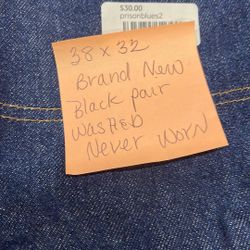 $30.00
prisonblues2
38 x 32
Brand New
Black pair
WASHED
Never WORN